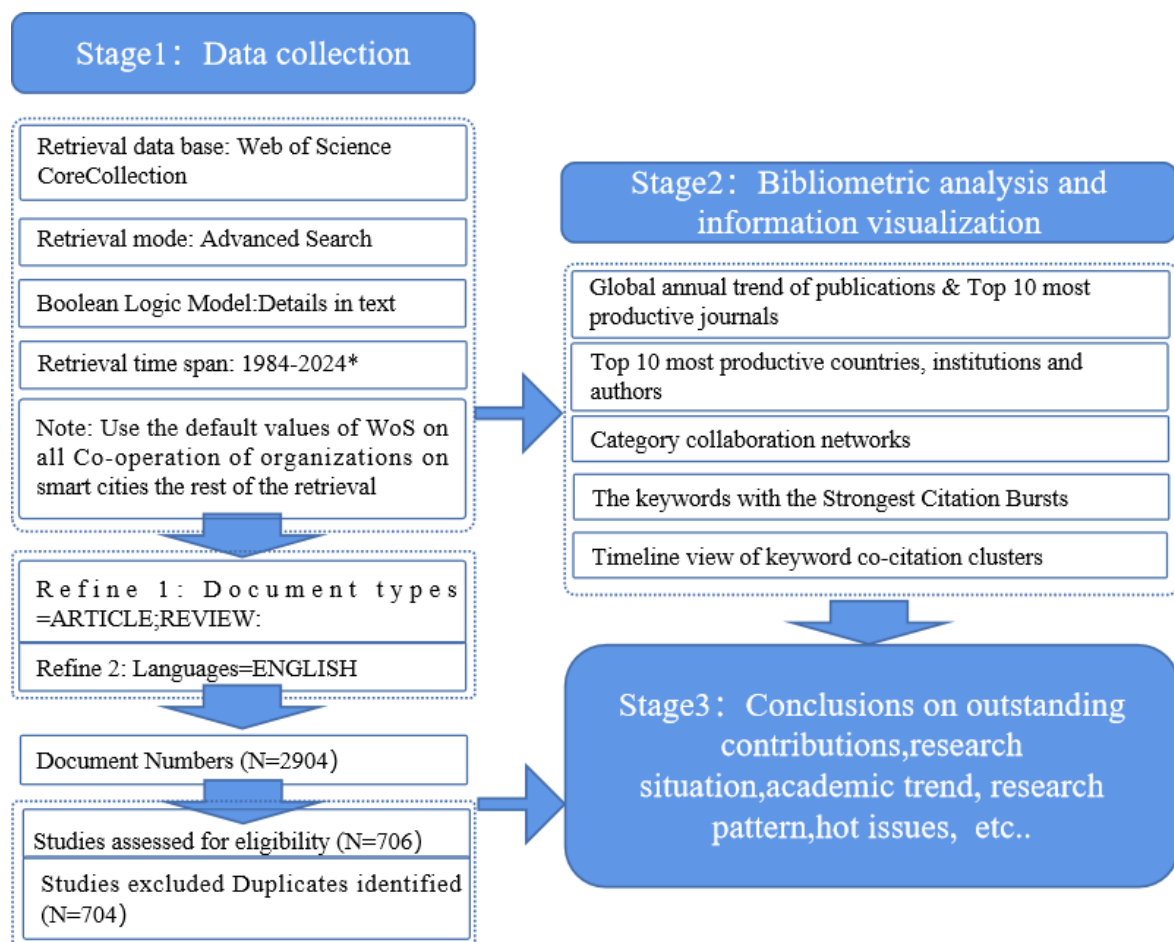 Stage1：Data collection
Retrieval data base: Web of Science
CoreCollection
Retrieval mode: Advanced Search
Boolean Logic Model:Details in text
Retrieval time span: 1984-2024*
Note: Use the default values of WoS on
all Co-operation of organizations on
smart cities the rest of the retrieval
Refine 1: Document types
=ARTICLE;REVIEW:
Refine 2: Languages=ENGLISH
Document Numbers (N=2904)
Studies assessed for eligibility (N=706)
Studies excluded Duplicates identified
(N=704)
Stage2：Bibliometric analysis and
information visualization
Global annual trend of publications & Top 10 most
productive journals
Top 10 most productive countries, institutions and
authors
Category collaboration networks
The keywords with the Strongest Citation Bursts
Timeline view of keyword co-citation clusters
Stage3：Conclusions on outstanding
contributions,research
situation,academic trend, research
pattern,hot issues, etc..